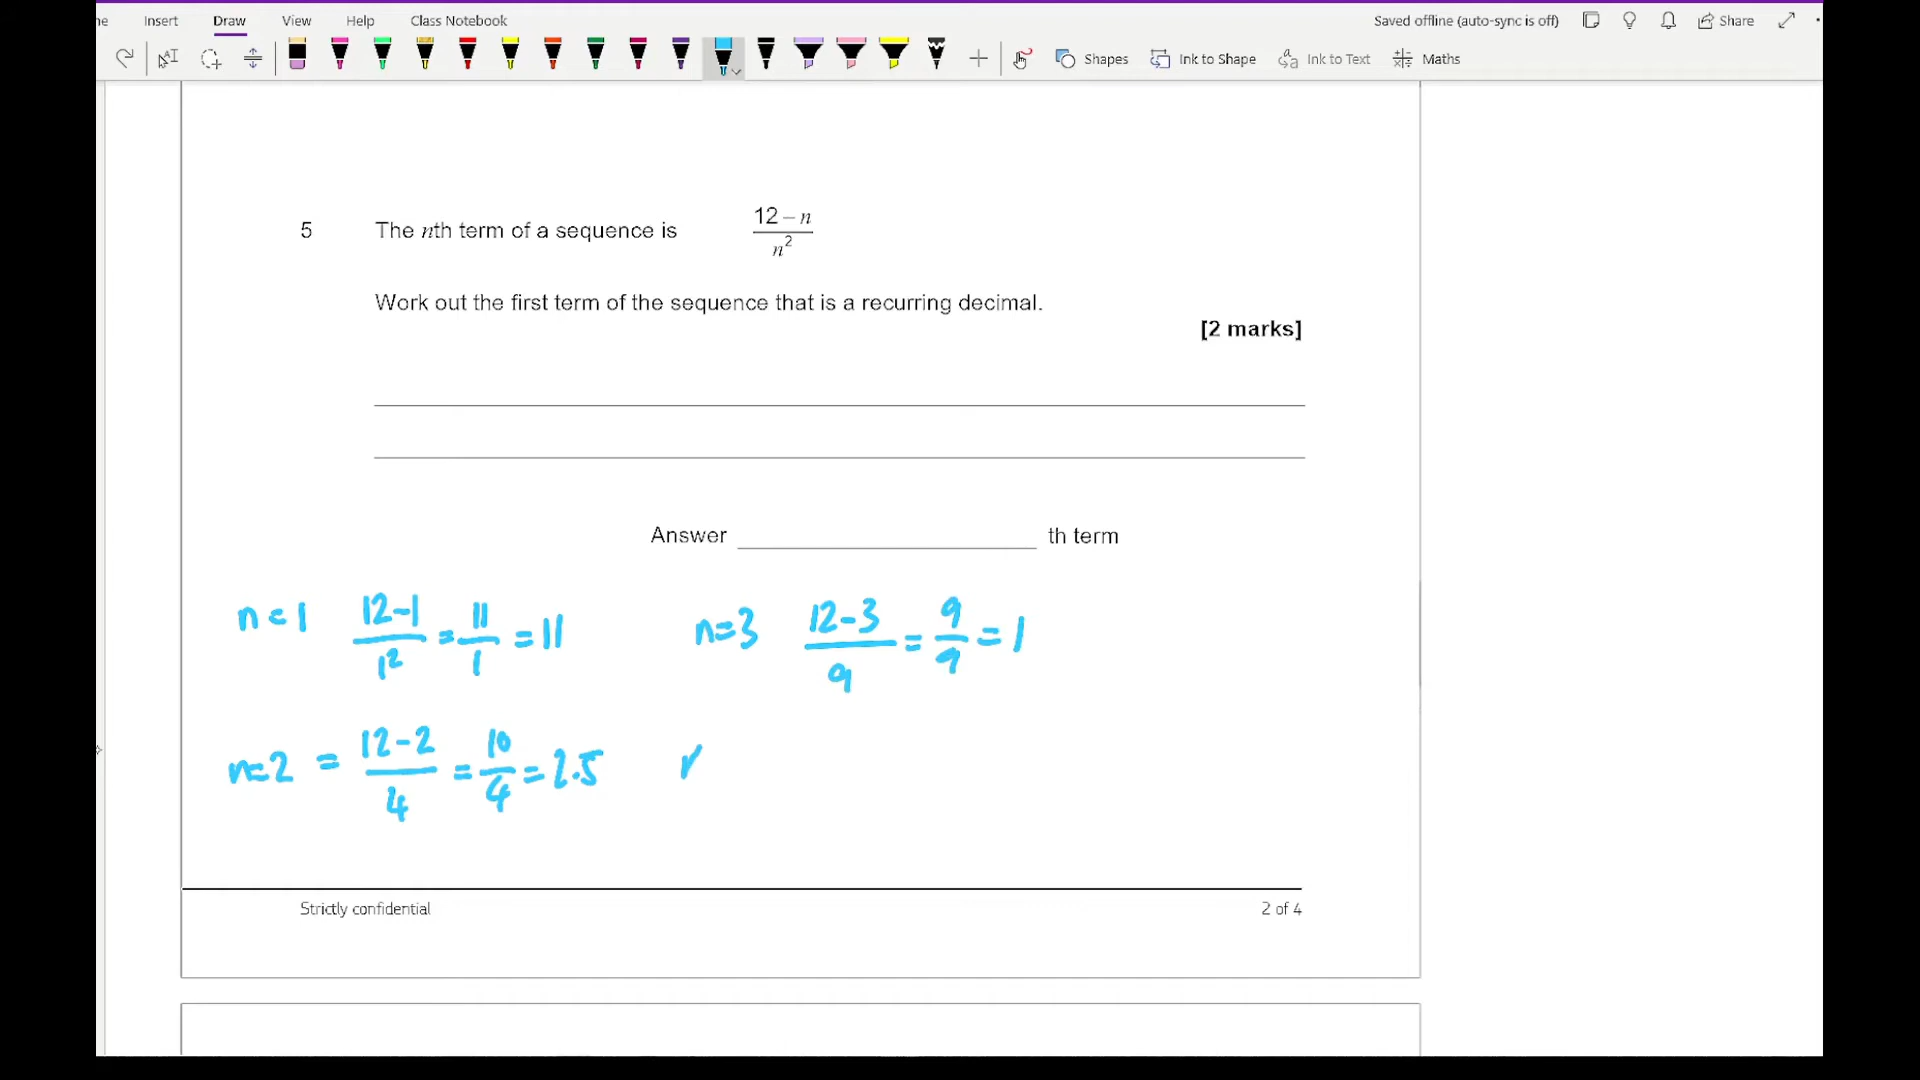 Insert Draw View Help Class Notebook Saved offline (auto-sync is off) Share
Shapes Ink to Shape Ink to Text Maths
5 The nth term of a sequence is 12 – n / n²
Work out the first term of the sequence that is a recurring decimal.
[2 marks]
Answer ____ th term
n = 1 12-1 / 1² = 11 / 1 = 11
n=3 12-3 / 9 = 9 / 9 = 1
n=2 = 12-2 / 4 = 10 / 4 = 2.5
Strictly confidential 2 of 4